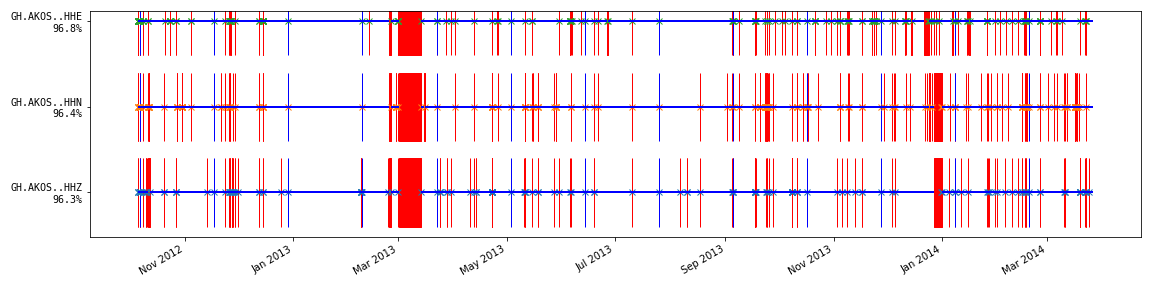 GH.AKOS..HHE
96.8%
GH.AKOS..HHN
96.4%
GH.AKOS..HHZ
96.3%
Nov 2012
Jan 2013
Mar 2013
May 2013
Jul 2013
Sep 2013
Nov 2013
Jan 2014
Mar 2014